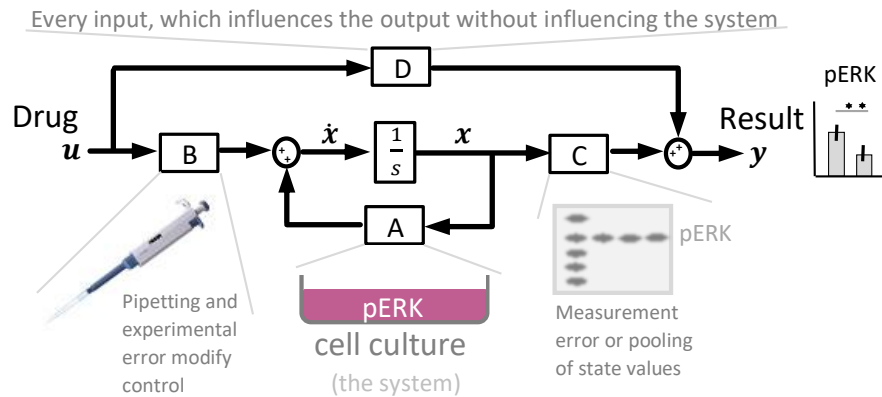 Every input, which influences the output without influencing the system
D
pERK
* *
Drug
u
B
+
+
ẋ
1
s
x
C
+
+
Result
y
A
pERK
pERK
cell culture
(the system)
Pipetting and
experimental
error modify
control
Measurement
error or pooling
of state values